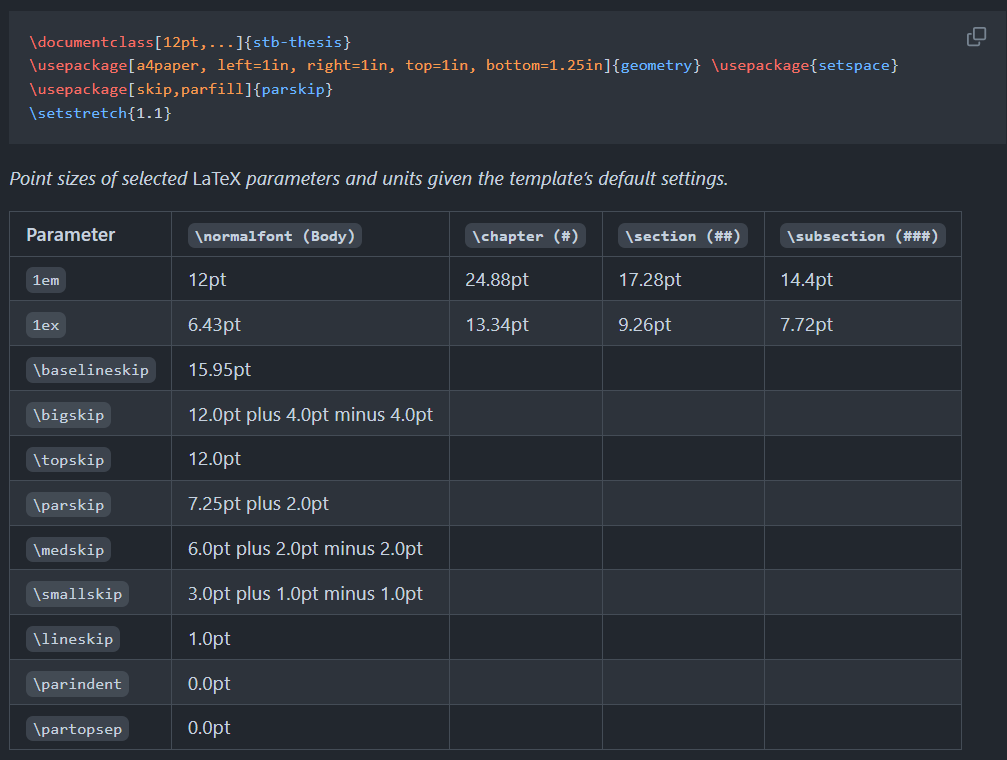 \documentclass[12pt,...]{stb-thesis}
\usepackage[a4paper, left=1in, right=1in, top=1in, bottom=1.25in]{geometry} \usepackage{setspace}
\usepackage[skip,parfill]{parskip}
\setstretch{1.1}
Point sizes of selected LaTeX parameters and units given the template's default settings.
Parameter \normalfont (Body) \chapter (#) \section (##) \subsection (###)
1em 12pt 24.88pt 17.28pt 14.4pt
1ex 6.43pt 13.34pt 9.26pt 7.72pt
\baselineskip 15.95pt
\bigskip 12.0pt plus 4.0pt minus 4.0pt
\topskip 12.0pt
\parskip 7.25pt plus 2.0pt
\medskip 6.0pt plus 2.0pt minus 2.0pt
\smallskip 3.0pt plus 1.0pt minus 1.0pt
\lineskip 1.0pt
\parindent 0.0pt
\partopsep 0.0pt